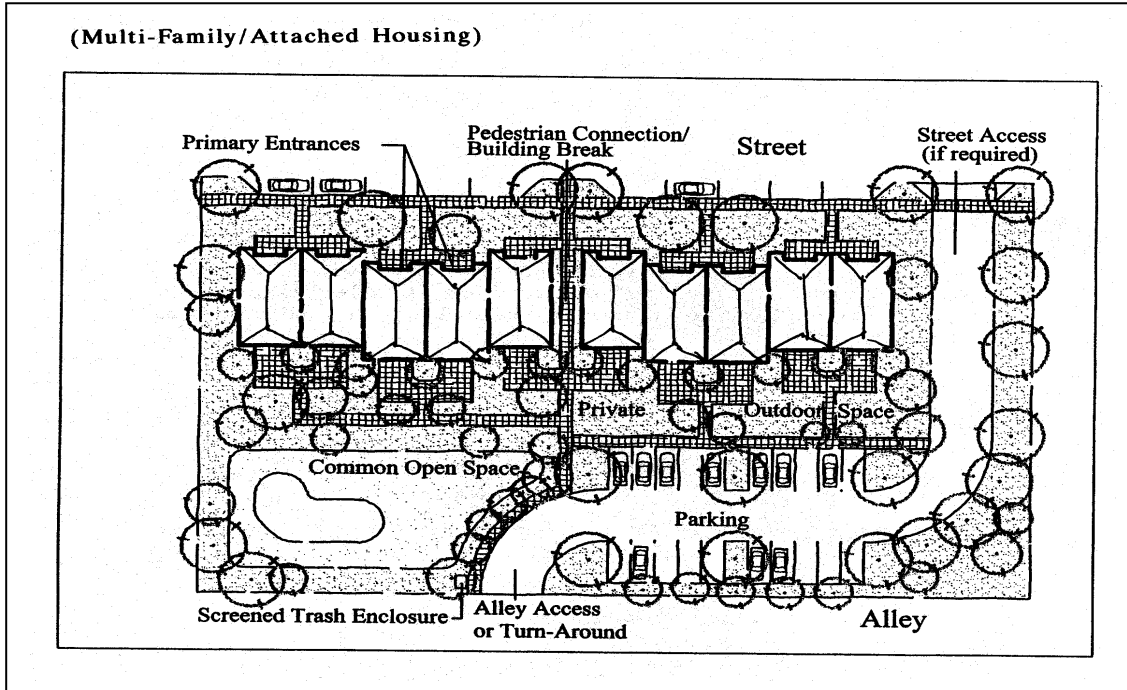 (Multi-Family/Attached Housing)
Primary Entrances
Pedestrian Connection/
Building Break
Street
Street Access
(if required)
Private
Outdoor Space
Common Open Space
Parking
Screened Trash Enclosure
Alley Access
or Turn-Around
Alley